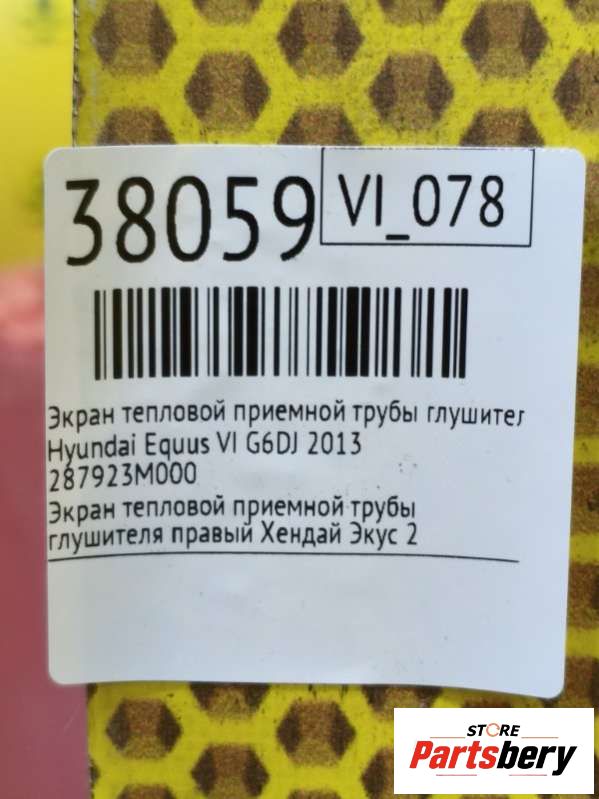 38059
VI_078
Экран тепловой приемной трубы глушител
Hyundai Equus VI G6DJ 2013
287923M000
Экран тепловой приемной трубы
глушителя правый Хендай Экус 2
STORE
Partsbery